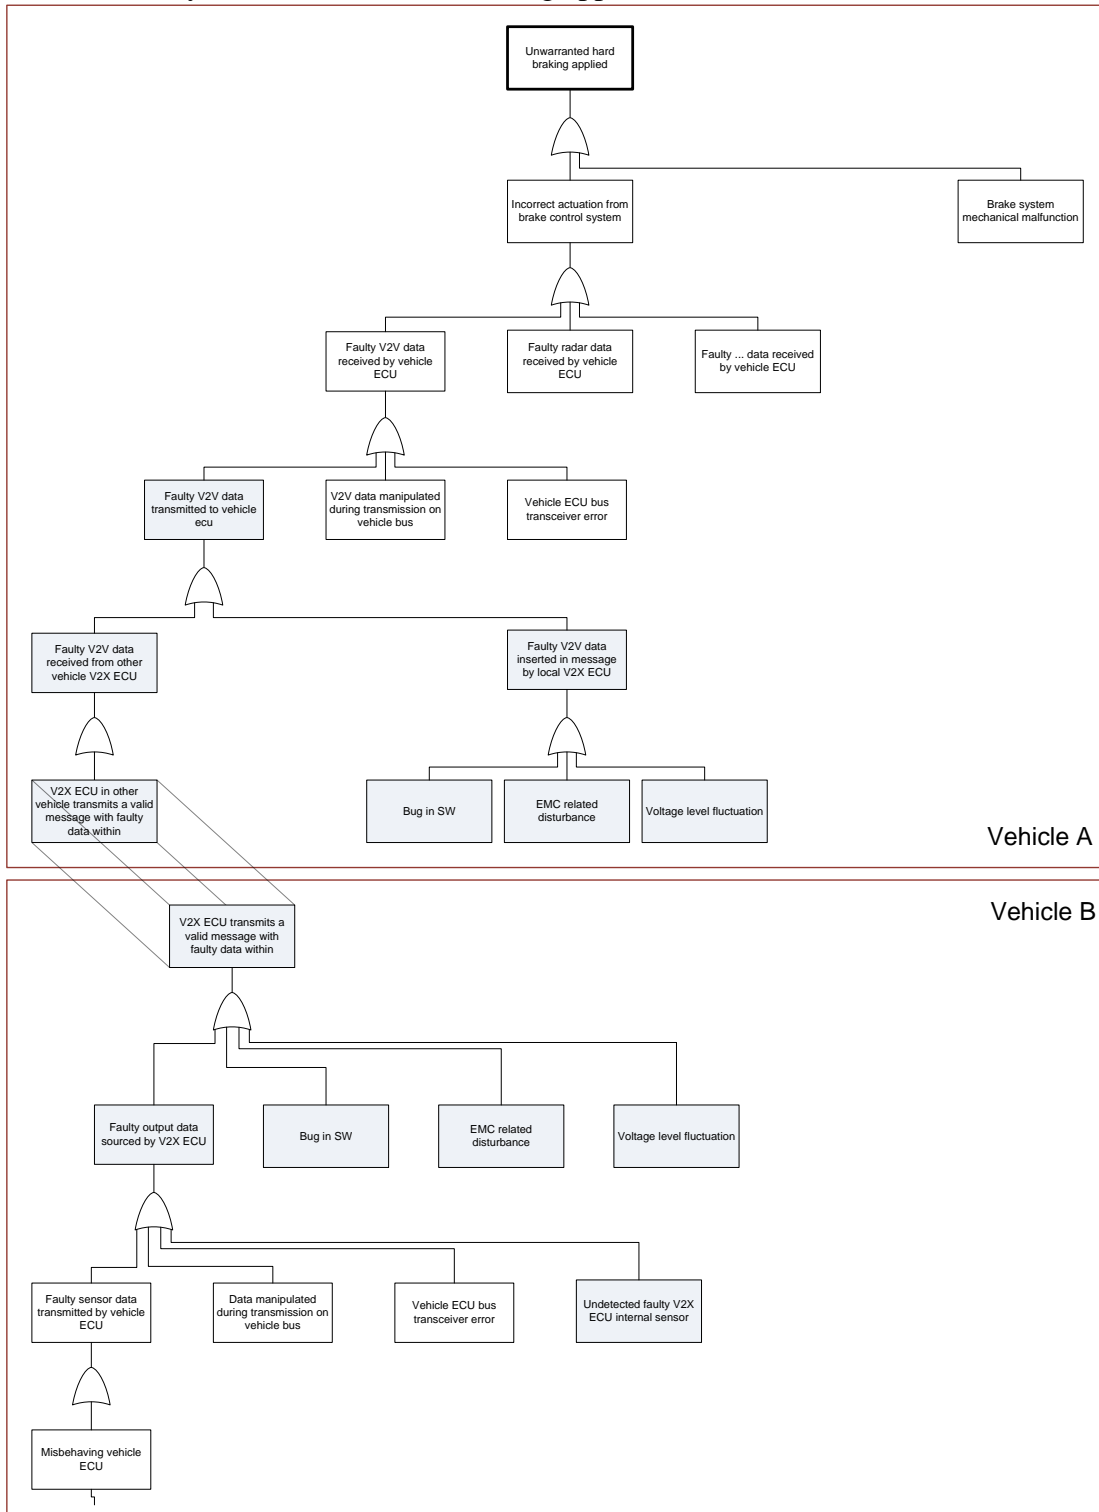 Unwarranted hard
braking applied
Incorrect actuation from
brake control system
Brake system
mechanical malfunction
Faulty V2V data
received by vehicle
ECU
Faulty radar data
received by vehicle
ECU
Faulty ... data received
by vehicle ECU
Faulty V2V data
transmitted to vehicle
ecu
V2V data manipulated
during transmission on
vehicle bus
Vehicle ECU bus
transceiver error
Faulty V2V data
received from other
vehicle V2X ECU
Faulty V2V data
inserted in message
by local V2X ECU
V2X ECU in other
vehicle transmits a valid
message with faulty
data within
Bug in SW
EMC related
disturbance
Voltage level fluctuation
Vehicle A
Vehicle B
V2X ECU transmits a
valid message with
faulty data within
Faulty output data
sourced by V2X ECU
Bug in SW
EMC related
disturbance
Voltage level fluctuation
Faulty sensor data
transmitted by vehicle
ECU
Data manipulated
during transmission on
vehicle bus
Vehicle ECU bus
transceiver error
Undetected faulty V2X
ECU internal sensor
Misbehaving vehicle
ECU